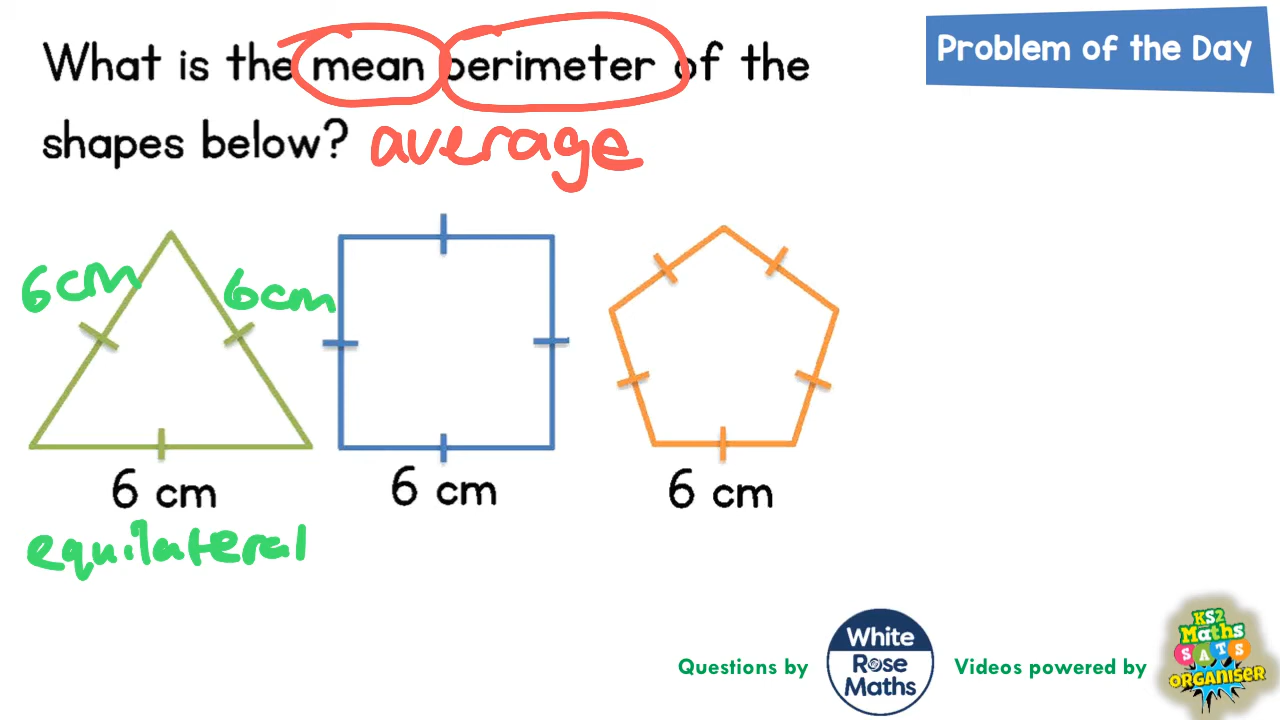 What is the mean perimeter of the
Problem of the Day
shapes below? average
6cm 6cm
6 cm 6 cm 6 cm
equilateral
Questions by
White
Rose
Maths
Videos powered by
KS2
Maths
SATS
ORGANISER